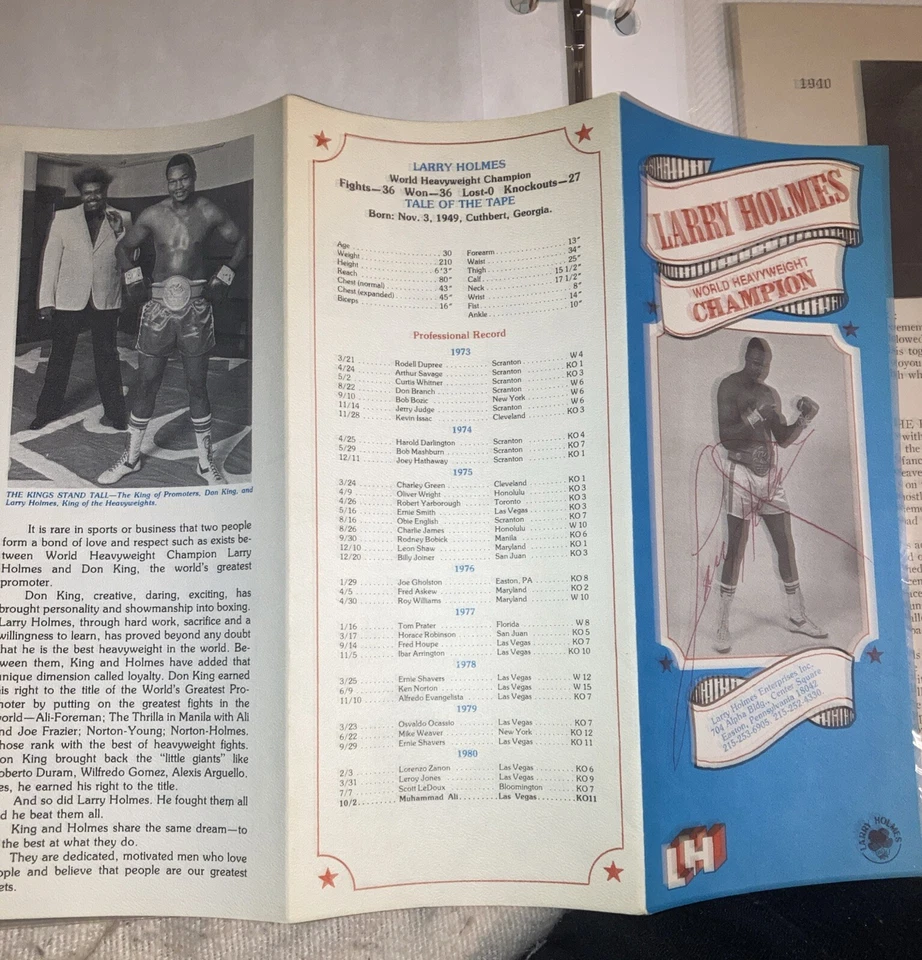 THE KINGS STAND TALL—The King of Promoters, Don King, and
Larry Holmes, King of the Heavyweights.
It is rare in sports or business that two people
form a bond of love and respect such as exists be-
tween World Heavyweight Champion Larry
Holmes and Don King, the world's greatest
promoter.
Don King, creative, daring, exciting, has
brought personality and showmanship into boxing.
Larry Holmes, through hard work, sacrifice and a
willingness to learn, has proved beyond any doubt
that he is the best heavyweight in the world. Be-
ween them, King and Holmes have added that
unique dimension called loyalty. Don King earned
is right to the title of the World's Greatest Pro-
moter by putting on the greatest fights in the
orld—Ali-Foreman; The Thrilla in Manila with Ali
nd Joe Frazier; Norton-Young; Norton-Holmes.
hose rank with the best of heavyweight fights.
on King brought back the "little giants" like
oberto Duram, Wilfredo Gomez, Alexis Arguello.
es, he earned his right to the title.
And so did Larry Holmes. He fought them all
d he beat them all.
King and Holmes share the same dream—to
the best at what they do.
They are dedicated, motivated men who love
ople and believe that people are our greatest
ets.
LARRY HOLMES
World Heavyweight Champion
Fights—36 Won—36 Lost-0 Knockouts—27
TALE OF THE TAPE
Born: Nov. 3, 1949, Cuthbert, Georgia.
Age 30
Weight 210
Height 6'3"
Reach 80"
Chest (normal) 43"
Chest (expanded) 45"
Biceps 16"
Forearm 13"
Waist 34"
Thigh 25"
Calf 15 1/2"
Neck 17 1/2"
Wrist 8"
Fist 14"
Ankle 10"
Professional Record
1973
3/21 Rodell Dupree Scranton W 4
4/24 Arthur Savage Scranton KO 1
5/2 Curtis Whitner Scranton KO 3
8/22 Don Branch Scranton W 6
9/10 Bob Bozic New York W 6
11/14 Jerry Judge Scranton W 6
11/28 Kevin Issac Cleveland KO 3
1974
4/25 Harold Darlington Scranton KO 4
5/29 Bob Mashburn Scranton KO 7
12/11 Joey Hathaway Scranton KO 1
1975
3/24 Charley Green Cleveland KO 1
4/9 Oliver Wright Honolulu KO 3
4/26 Robert Yarborough Toronto KO 3
5/16 Ernie Smith Las Vegas KO 3
8/16 Obie English Scranton KO 7
8/26 Charlie James Honolulu W 10
9/30 Rodney Bobick Manila KO 6
12/10 Leon Shaw Maryland KO 1
12/20 Billy Joiner San Juan KO 3
1976
1/29 Joe Gholston Easton, PA KO 8
4/5 Fred Askew Maryland KO 2
4/30 Roy Williams Maryland W 10
1977
1/16 Tom Prater Florida W 8
3/17 Horace Robinson San Juan KO 5
9/14 Fred Houpe Las Vegas KO 7
11/5 Ibar Arrington Las Vegas KO 10
1978
3/25 Ernie Shavers Las Vegas W 12
6/9 Ken Norton Las Vegas W 15
11/10 Alfredo Evangelista Las Vegas KO 7
1979
3/23 Osvaldo Ocassio Las Vegas KO 7
6/22 Mike Weaver New York KO 12
9/29 Ernie Shavers Las Vegas KO 11
1980
2/3 Lorenzo Zanon Las Vegas KO 6
3/31 Leroy Jones Las Vegas KO 9
7/7 Scott LeDoux Bloomington KO 7
10/2 Muhammad Ali Las Vegas KO11
LARRY HOLMES
WORLD HEAVYWEIGHT
CHAMPION
Larry Holmes
Larry Holmes Enterprises Inc.
704 Alpha Bldg., Center Square
Easton, Pennsylvania 18042
215-253-6905 215-252-4330
LH
LARRY HOLMES
1940